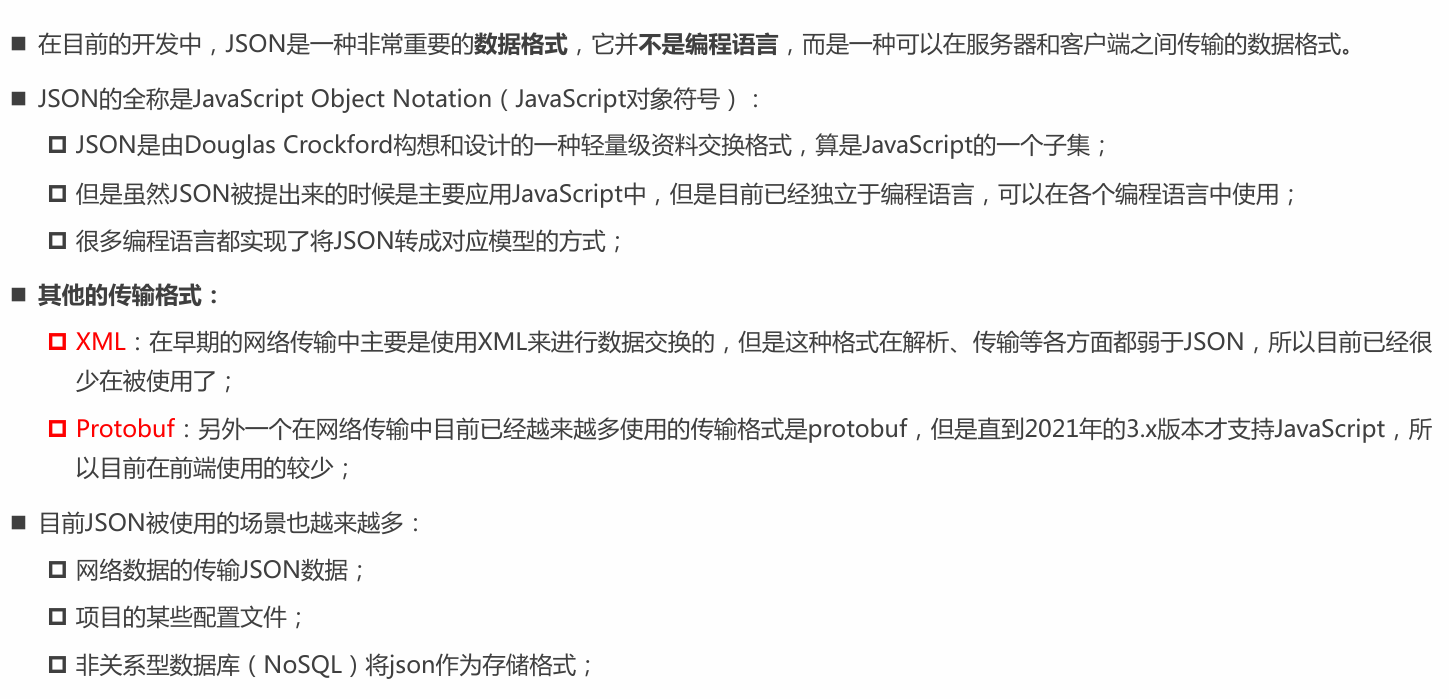 在目前的开发中，JSON是一种非常重要的数据格式，它并不是编程语言，而是一种可以在服务器和客户端之间传输的数据格式。
JSON的全称是JavaScript Object Notation（JavaScript对象符号）：
JSON是由Douglas Crockford构想和设计的一种轻量级资料交换格式，算是JavaScript的一个子集；
但是虽然JSON被提出来的时候是主要应用JavaScript中，但是目前已经独立于编程语言，可以在各个编程语言中使用；
很多编程语言都实现了将JSON转成对应模型的方式；
其他的传输格式：
XML：在早期的网络传输中主要是使用XML来进行数据交换的，但是这种格式在解析、传输等各方面都弱于JSON，所以目前已经很
少在被使用了；
Protobuf：另外一个在网络传输中目前已经越来越多使用的传输格式是protobuf，但是直到2021年的3.x版本才支持JavaScript，所
以目前在前端使用的较少；
目前JSON被使用的场景也越来越多：
网络数据的传输JSON数据；
项目的某些配置文件；
非关系型数据库（NoSQL）将json作为存储格式；